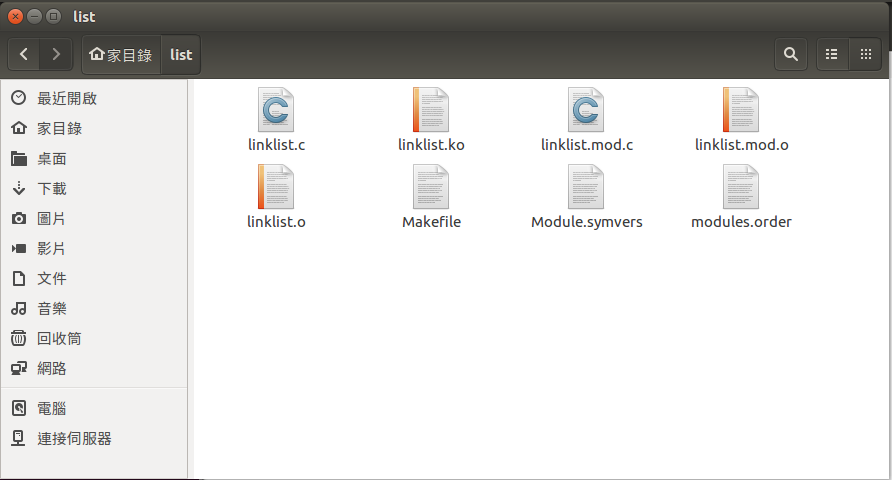 list
家目錄 list
最近開啟
家目錄
桌面
下載
圖片
影片
文件
音樂
回收筒
網路
電腦
連接伺服器
linklist.c linklist.ko linklist.mod.c linklist.mod.o
linklist.o Makefile Module.symvers modules.order